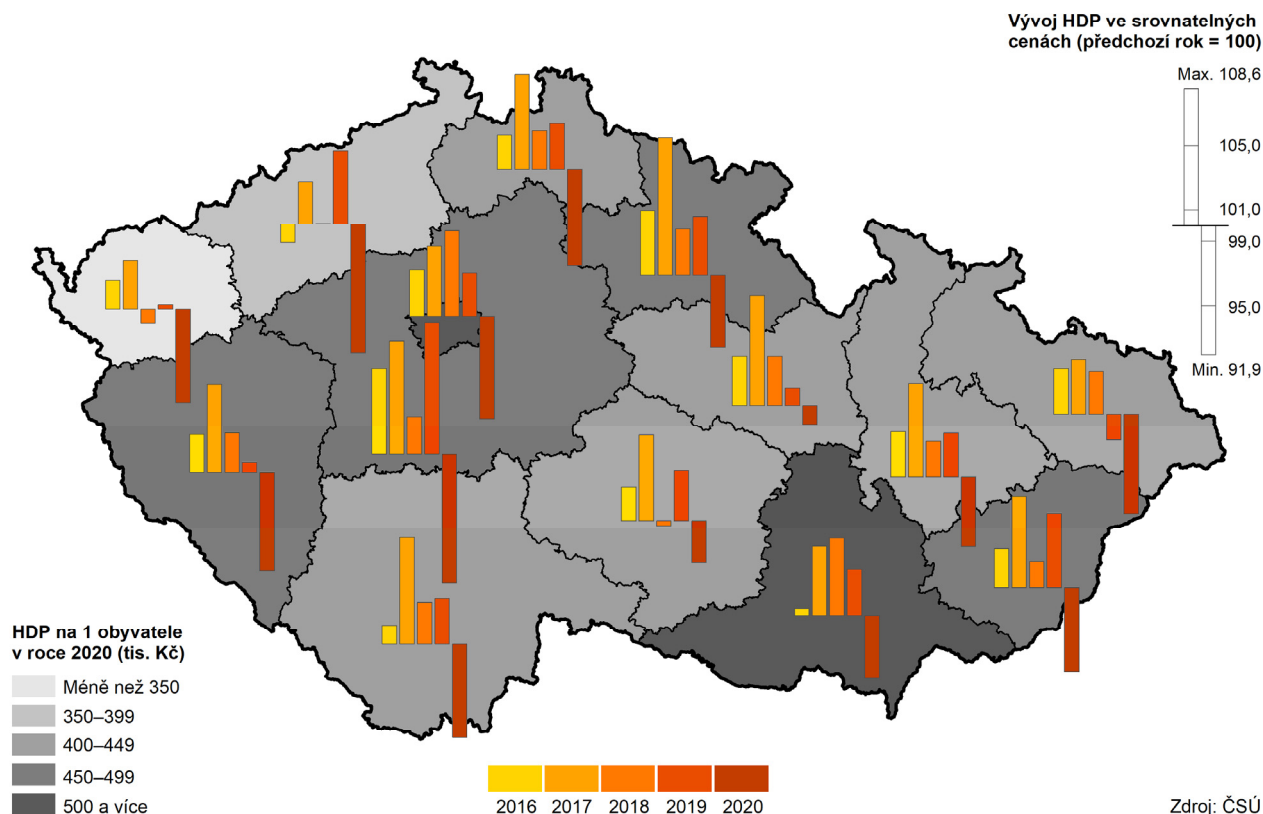 Vývoj HDP ve srovnatelných
cenách (předchozí rok = 100)
Max. 108,6
105,0
101,0
99,0
95,0
Min. 91,9
HDP na 1 obyvatele
v roce 2020 (tis. Kč)
Méně než 350
350–399
400–449
450–499
500 a více
2016 2017 2018 2019 2020
Zdroj: ČSÚ